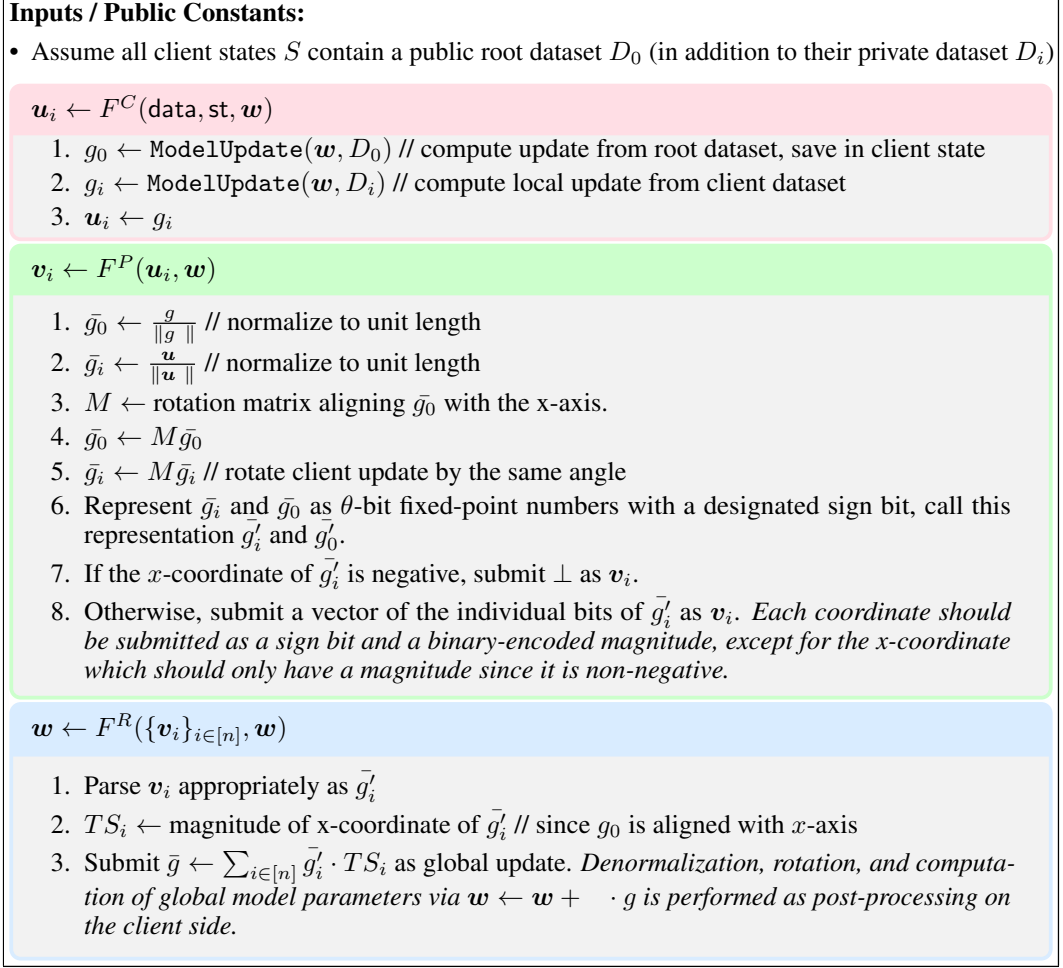 Inputs / Public Constants:
• Assume all client states S contain a public root dataset D₀ (in addition to their private dataset Dᵢ)
𝒖ᵢ ← F^C(data, st, 𝒘)
1. g₀ ← ModelUpdate(𝒘, D₀) // compute update from root dataset, save in client state
2. gᵢ ← ModelUpdate(𝒘, Dᵢ) // compute local update from client dataset
3. 𝒖ᵢ ← gᵢ
𝒗ᵢ ← F^P(𝒖ᵢ, 𝒘)
1. ḡ₀ ← g / ‖g ‖ // normalize to unit length
2. ḡᵢ ← 𝒖 / ‖𝒖 ‖ // normalize to unit length
3. M ← rotation matrix aligning ḡ₀ with the x-axis.
4. ḡ₀ ← Mḡ₀
5. ḡᵢ ← Mḡᵢ // rotate client update by the same angle
6. Represent ḡᵢ and ḡ₀ as θ-bit fixed-point numbers with a designated sign bit, call this
representation ḡ′ᵢ and ḡ′₀.
7. If the x-coordinate of ḡ′ᵢ is negative, submit ⊥ as 𝒗ᵢ.
8. Otherwise, submit a vector of the individual bits of ḡ′ᵢ as 𝒗ᵢ. Each coordinate should
be submitted as a sign bit and a binary-encoded magnitude, except for the x-coordinate
which should only have a magnitude since it is non-negative.
𝒘 ← F^R({𝒗ᵢ}ᵢ∈[n], 𝒘)
1. Parse 𝒗ᵢ appropriately as ḡ′ᵢ
2. TSᵢ ← magnitude of x-coordinate of ḡ′ᵢ // since g₀ is aligned with x-axis
3. Submit ḡ ← ∑ᵢ∈[n] ḡ′ᵢ · TSᵢ as global update. Denormalization, rotation, and computa-
tion of global model parameters via 𝒘 ← 𝒘 + · g is performed as post-processing on
the client side.